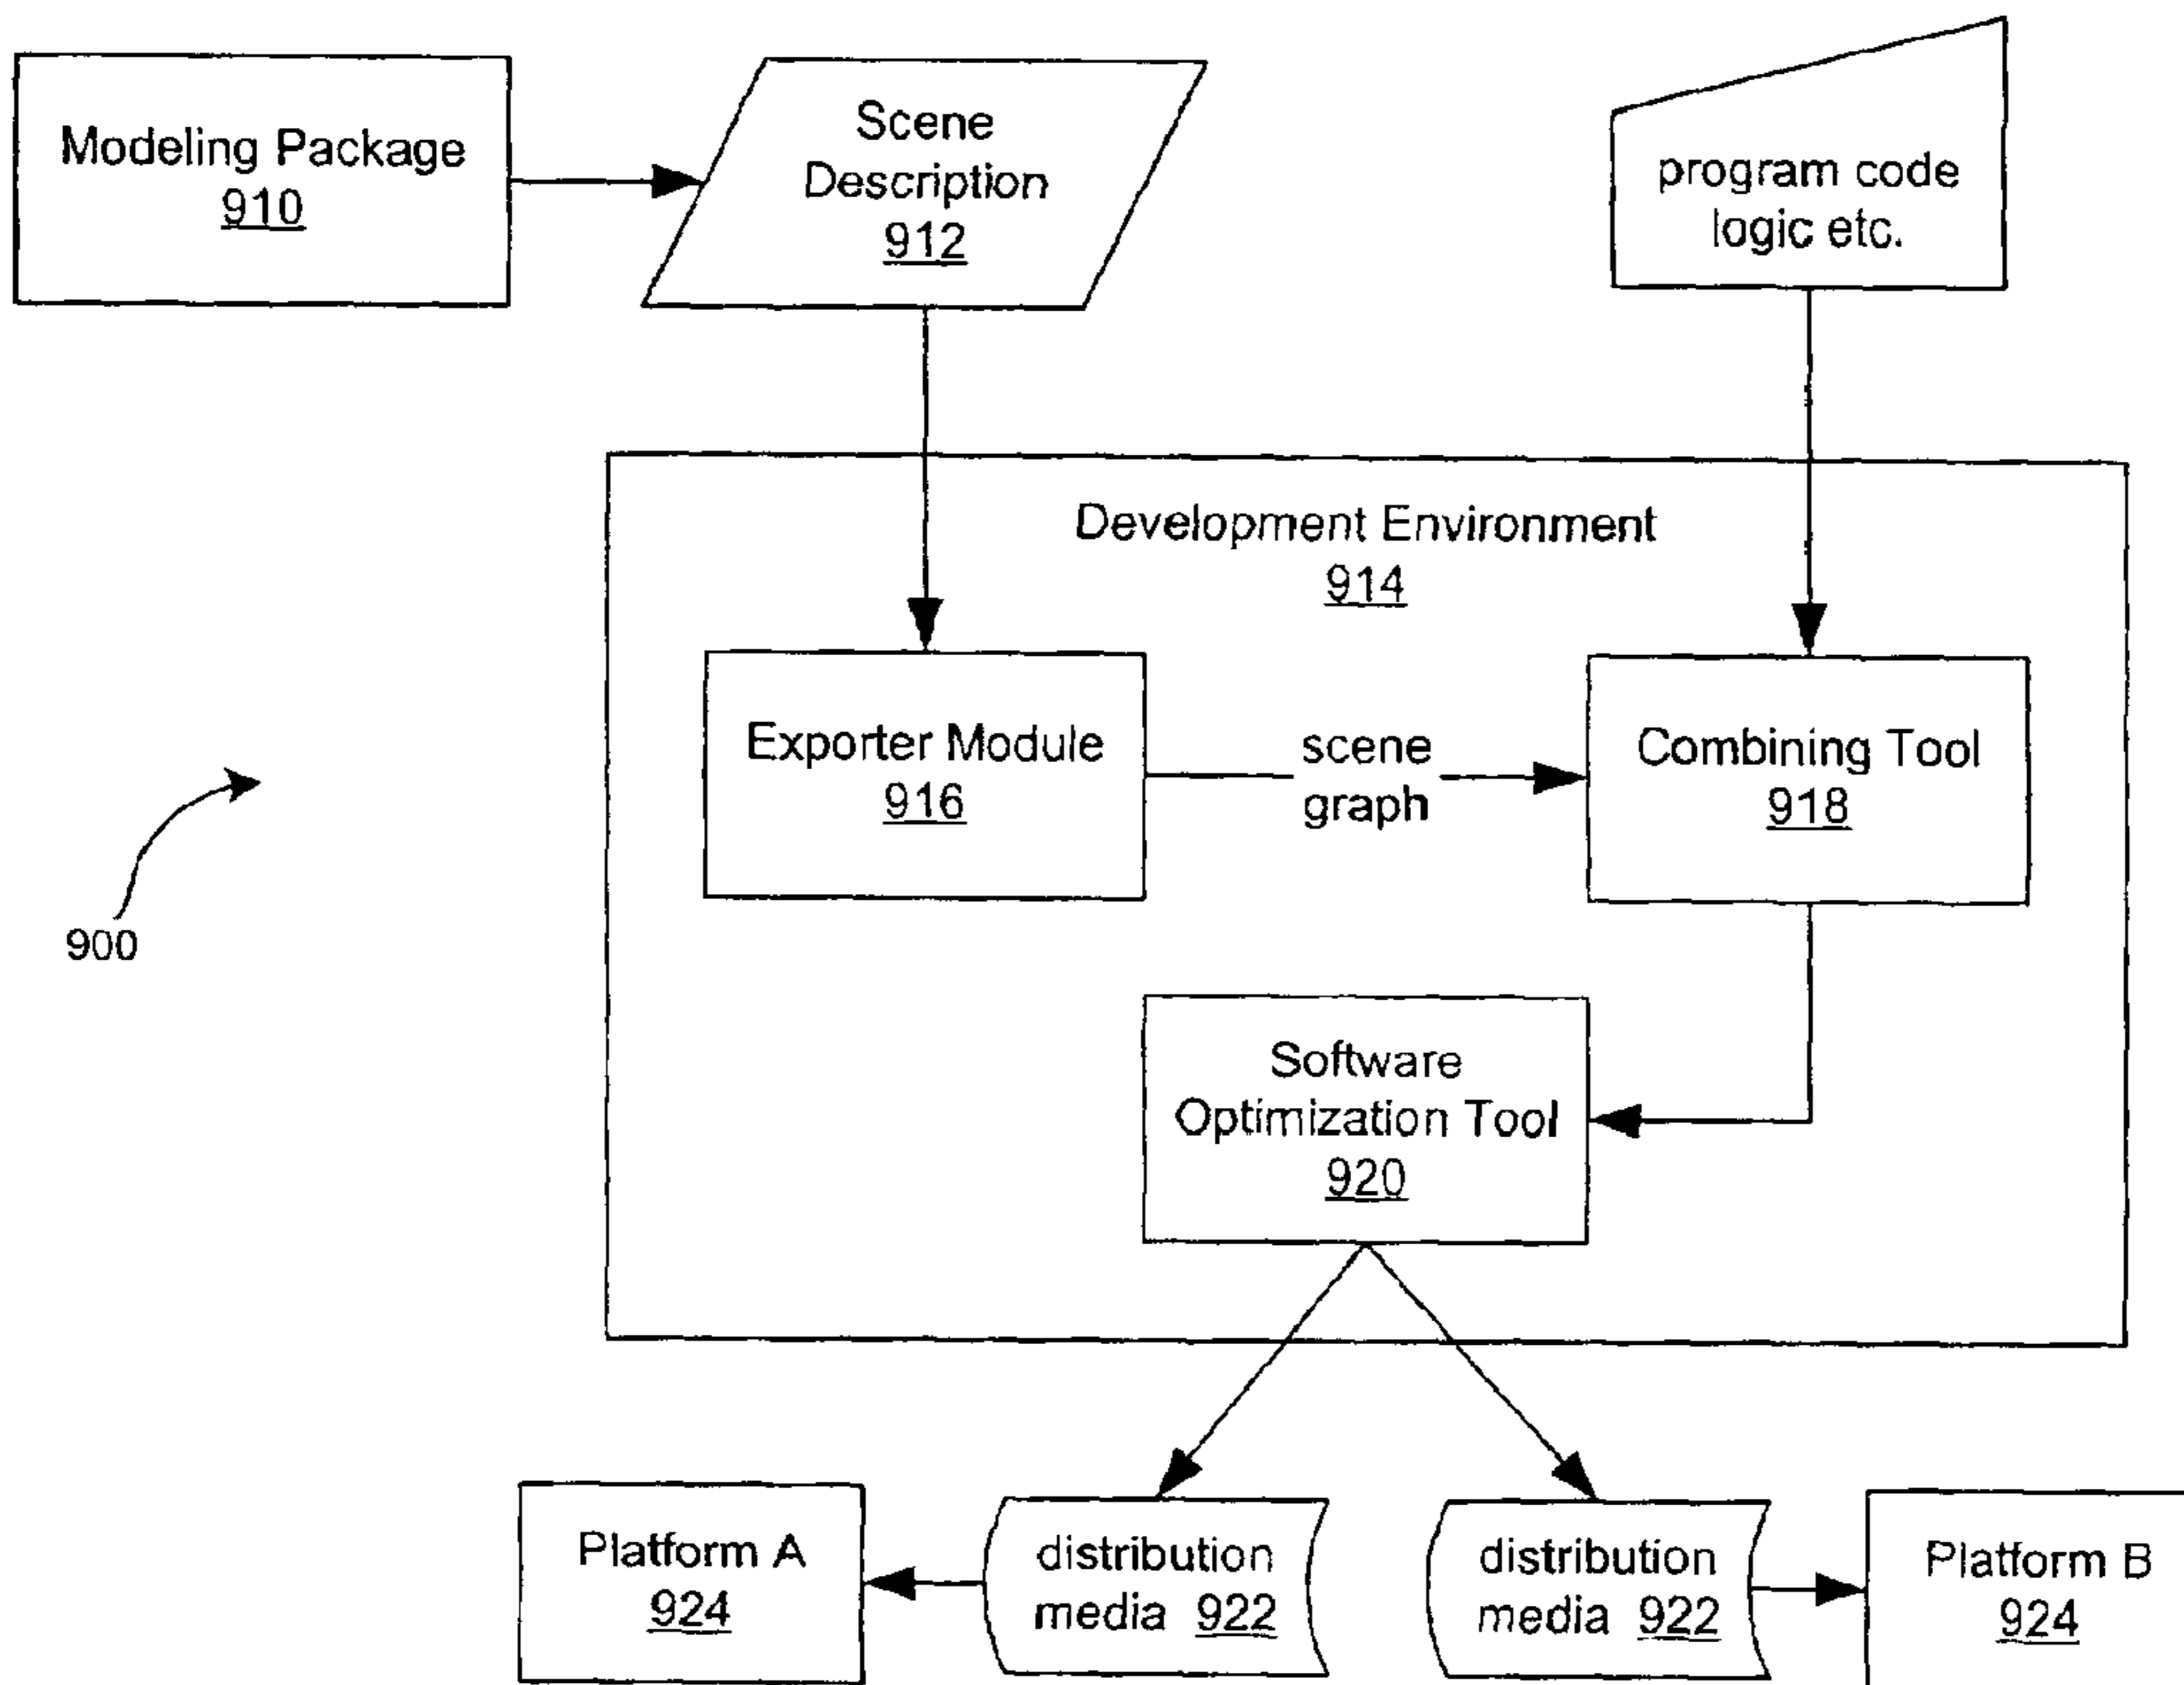 Modeling Package
910
Scene
Description
912
program code
logic etc.
Development Environment
914
Exporter Module
916
scene
graph
Combining Tool
918
900
Software
Optimization Tool
920
Platform A
924
distribution
media 922
distribution
media 922
Platform B
924